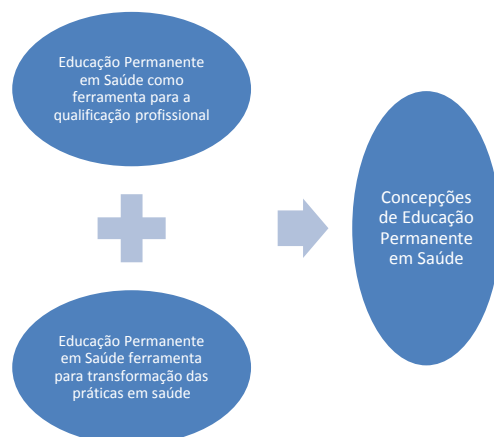 Educação Permanente
em Saúde como
ferramenta para a
qualificação profissional
Concepções
de Educação
Permanente
em Saúde
Educação Permanente
em Saúde ferramenta
para transformação das
práticas em saúde